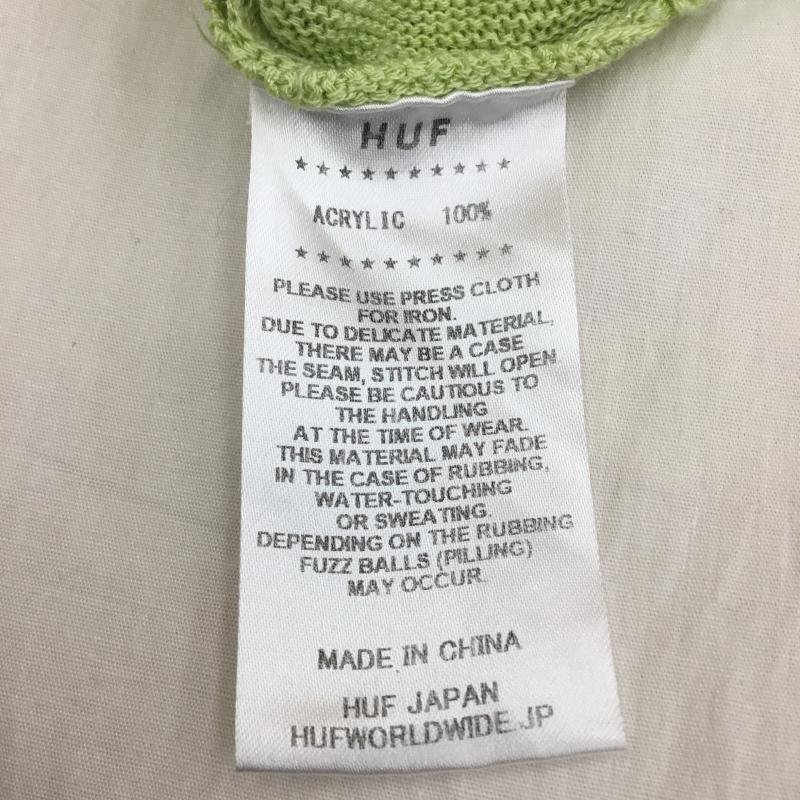 HUF
★★★★★★★★★★
ACRYLIC 100%
★★★★★★★★★★
PLEASE USE PRESS CLOTH
FOR IRON.
DUE TO DELICATE MATERIAL,
THERE MAY BE A CASE
THE SEAM, STITCH WILL OPEN.
PLEASE BE CAUTIOUS TO
THE HANDLING
AT THE TIME OF WEAR.
THIS MATERIAL MAY FADE
IN THE CASE OF RUBBING,
WATER-TOUCHING
OR SWEATING.
DEPENDING ON THE RUBBING
FUZZ BALLS (PILLING)
MAY OCCUR.
MADE IN CHINA
HUF JAPAN
HUFWORLDWIDE.JP